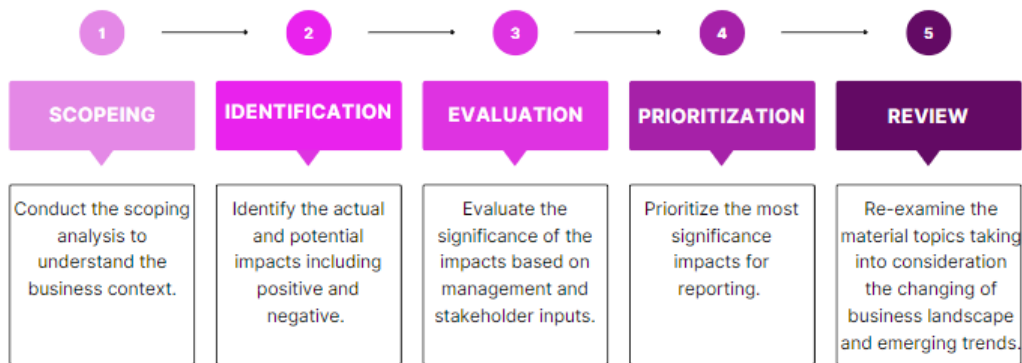 1
2
3
4
5
SCOPEING
IDENTIFICATION
EVALUATION
PRIORITIZATION
REVIEW
Conduct the scoping
analysis to
understand the
business context.
Identify the actual
and potential
impacts including
positive and
negative.
Evaluate the
significance of the
impacts based on
management and
stakeholder inputs.
Prioritize the most
significance
impacts for
reporting.
Re-examine the
material topics taking
into consideration
the changing of
business landscape
and emerging trends.